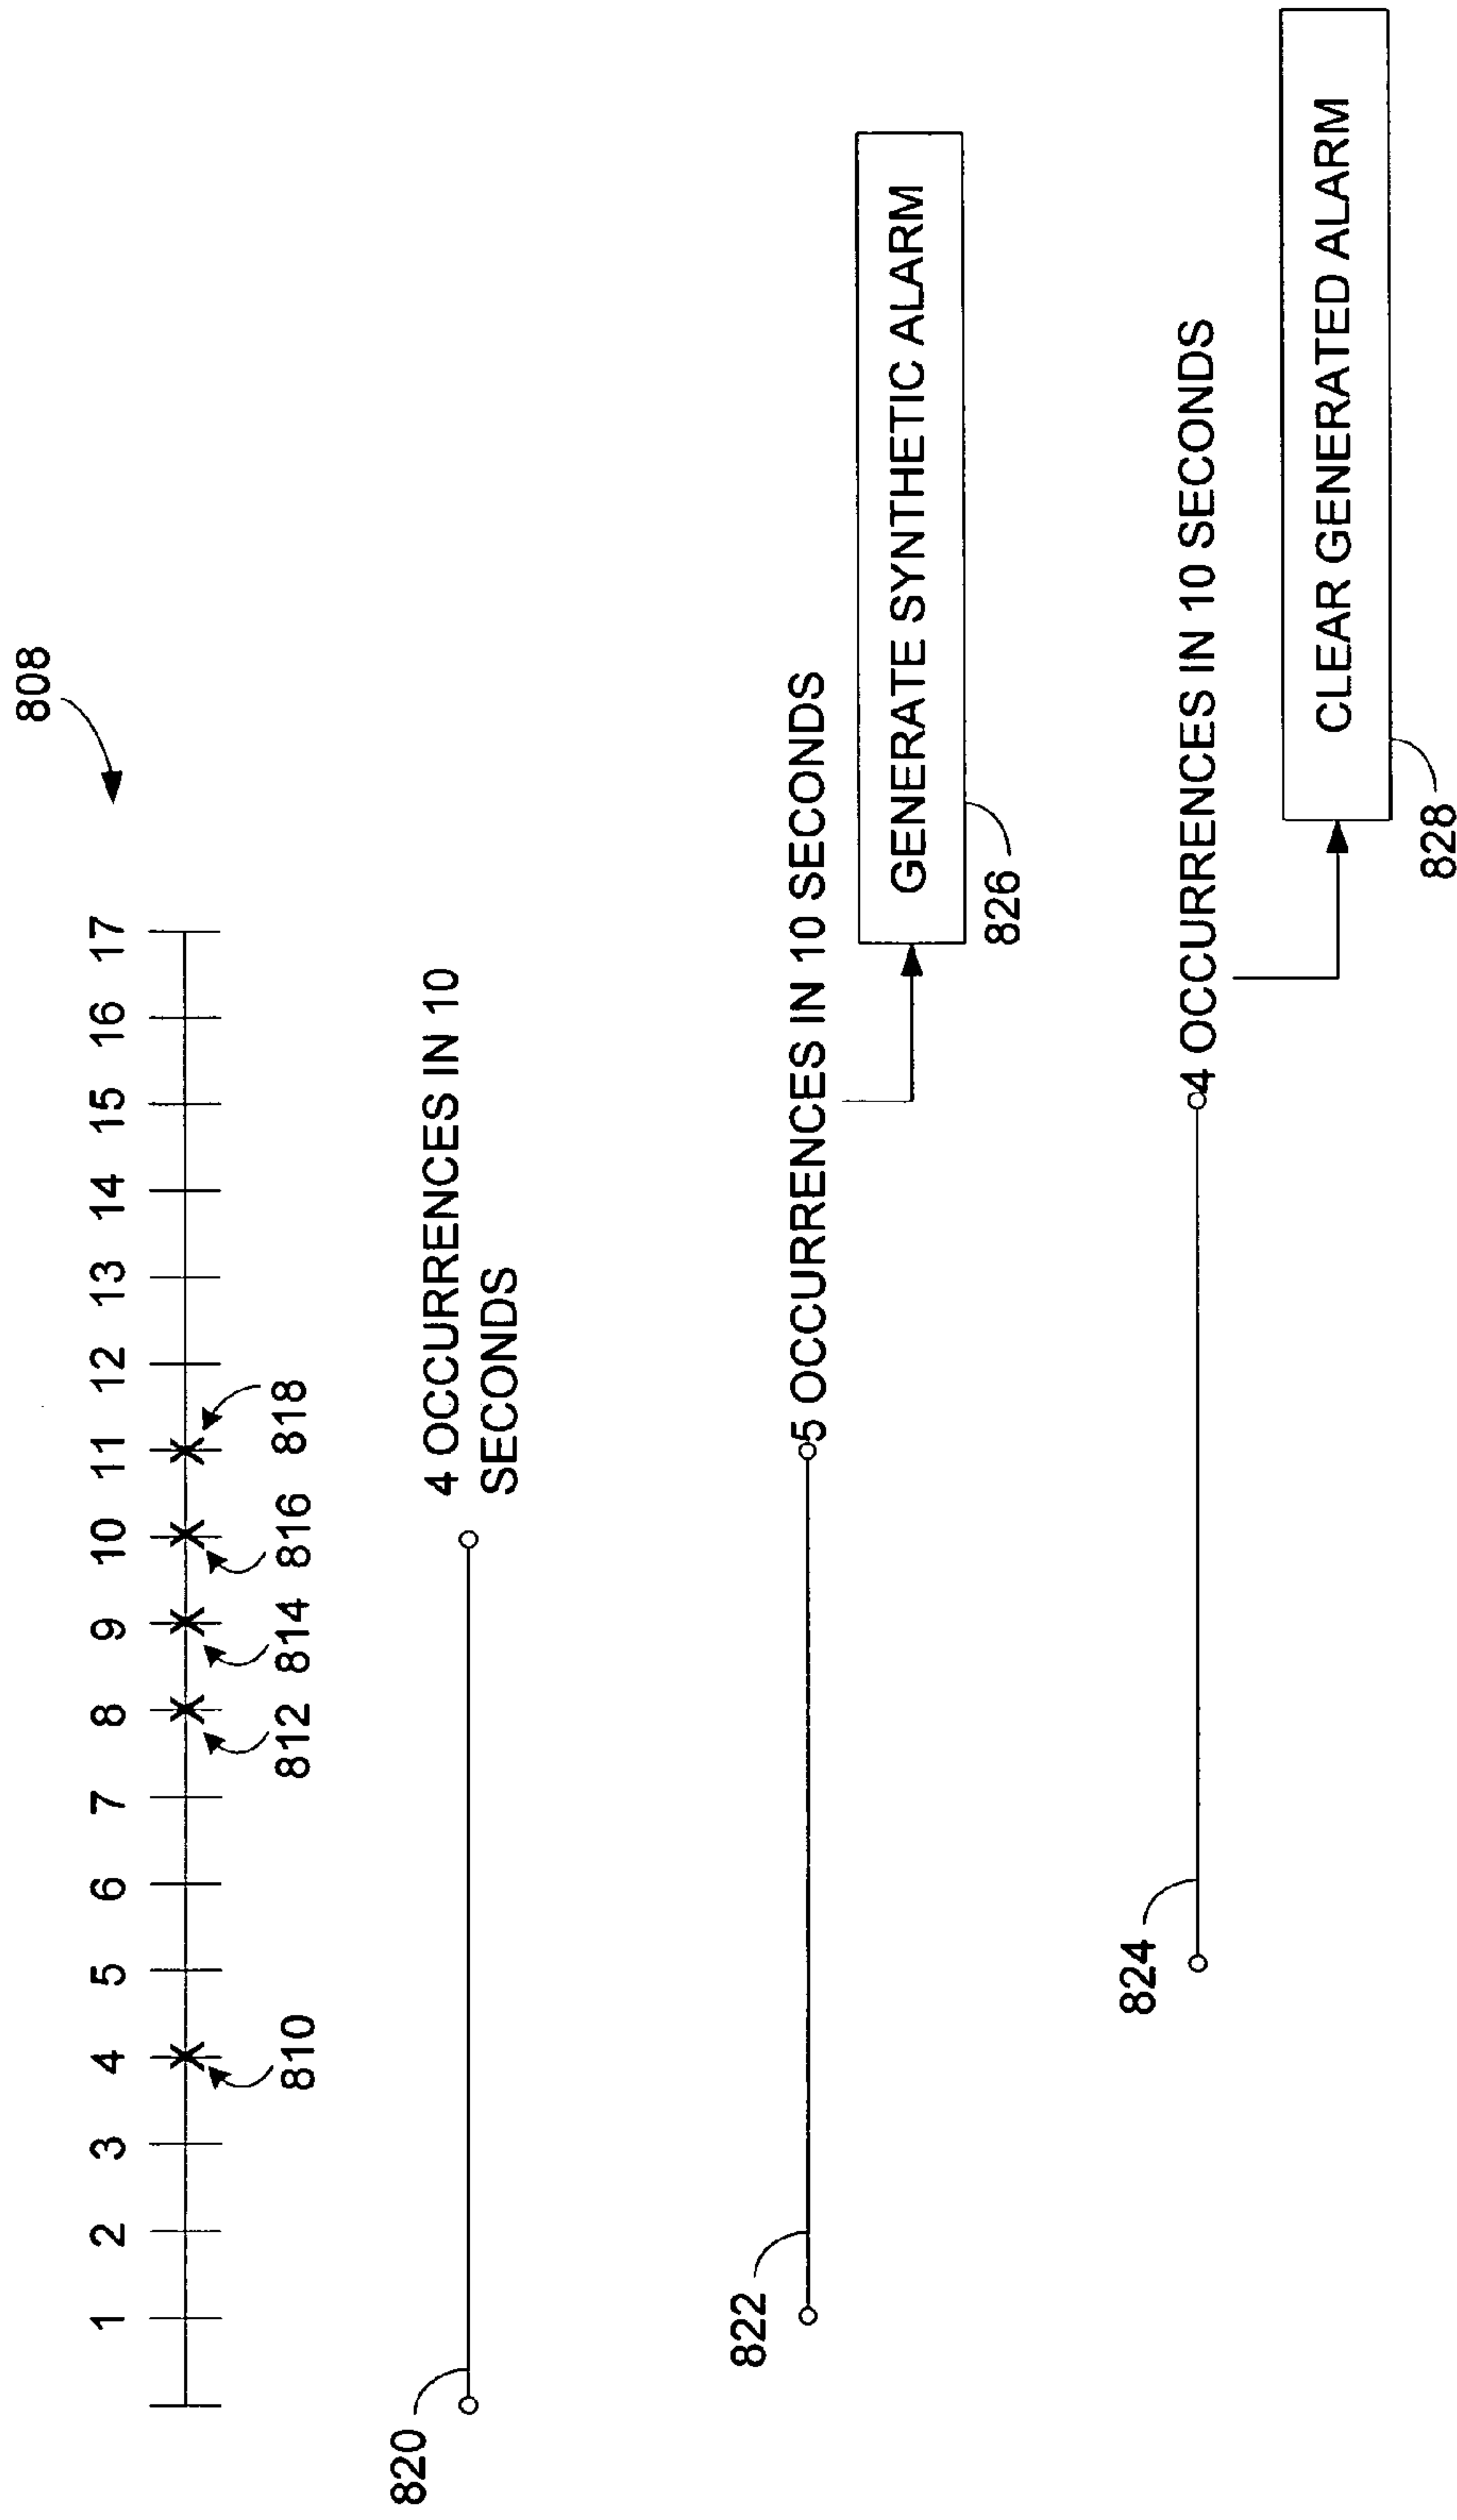 808
1 2 3 4 5 6 7 8 9 10 11 12 13 14 15 16 17
810 812 814 816 818
820
4 OCCURRENCES IN 10
SECONDS
822
5 OCCURRENCES IN 10 SECONDS
GENERATE SYNTHETIC ALARM
826
824
4 OCCURRENCES IN 10 SECONDS
CLEAR GENERATED ALARM
828